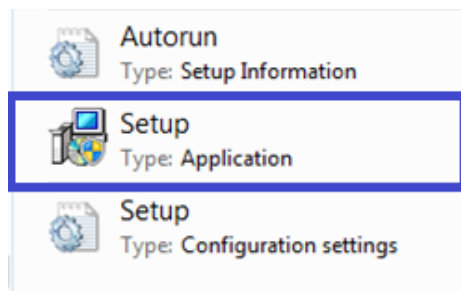 Autorun
Type: Setup Information
Setup
Type: Application
Setup
Type: Configuration settings